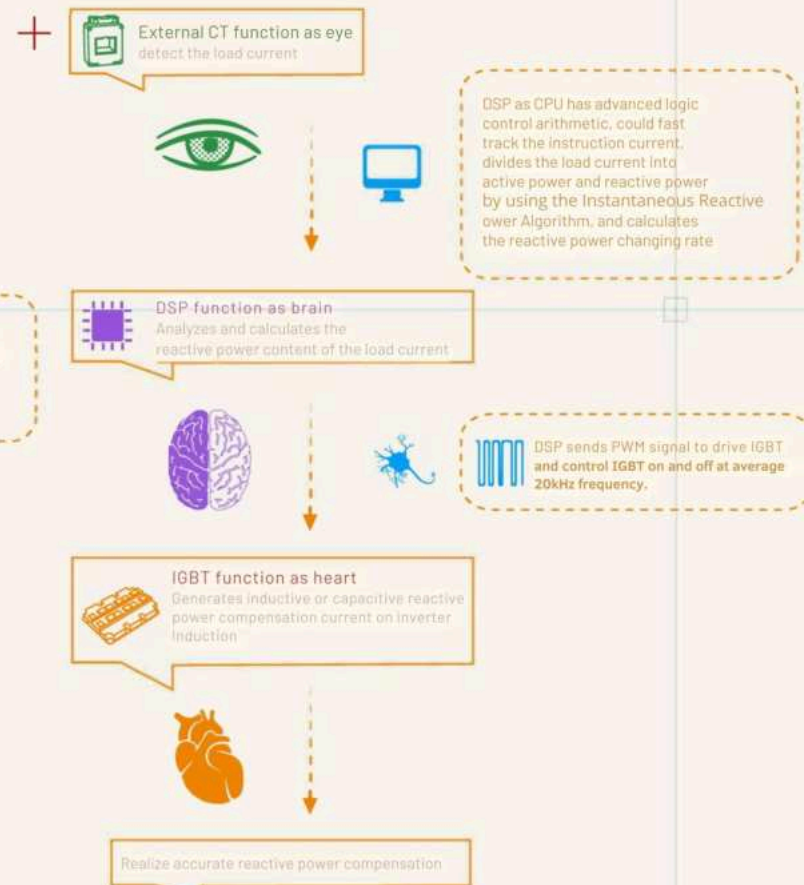 External CT function as eye
detect the load current
DSP as CPU has advanced logic
control arithmetic, could fast
track the instruction current,
divides the load current into
active power and reactive power
by using the Instantaneous Reactive
ower Algorithm, and calculates
the reactive power changing rate
DSP function as brain
Analyzes and calculates the
reactive power content of the load current
DSP sends PWM signal to drive IGBT
and control IGBT on and off at average
20kHz frequency.
IGBT function as heart
Generates inductive or capacitive reactive
power compensation current on inverter
Induction
Realize accurate reactive power compensation